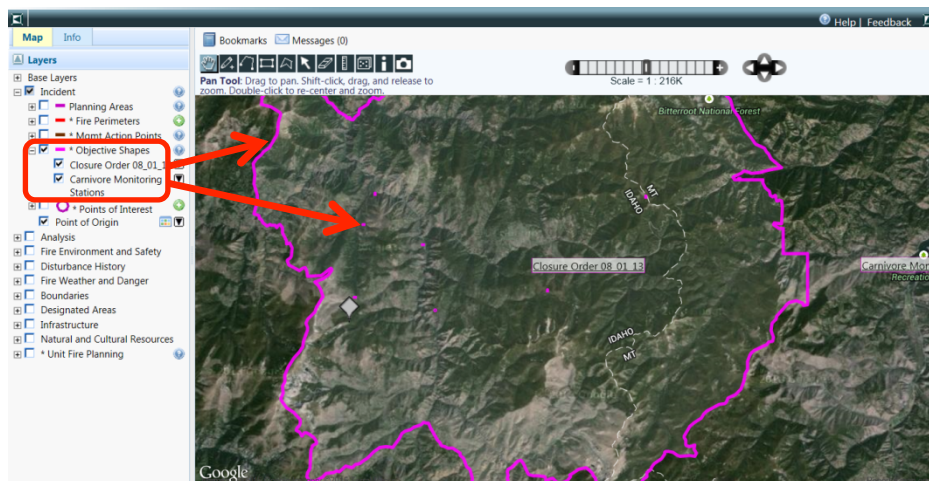 Help | Feedback
Map Info
Bookmarks Messages (0)
Layers
Pan Tool: Drag to pan. Shift-click, drag, and release to
zoom. Double-click to re-center and zoom.
Scale = 1 : 216K
Base Layers
Incident
Planning Areas
* Fire Perimeters
* Mgmt Action Points
* Objective Shapes
Closure Order 08_01_1
Carnivore Monitoring
Stations
* Points of Interest
Point of Origin
Analysis
Fire Environment and Safety
Disturbance History
Fire Weather and Danger
Boundaries
Designated Areas
Infrastructure
Natural and Cultural Resources
* Unit Fire Planning
Bitterroot National Forest
MT
IDAHO
Closure Order 08_01_13
Carnivore Mon
Recreatio
IDAHO
MT
Google